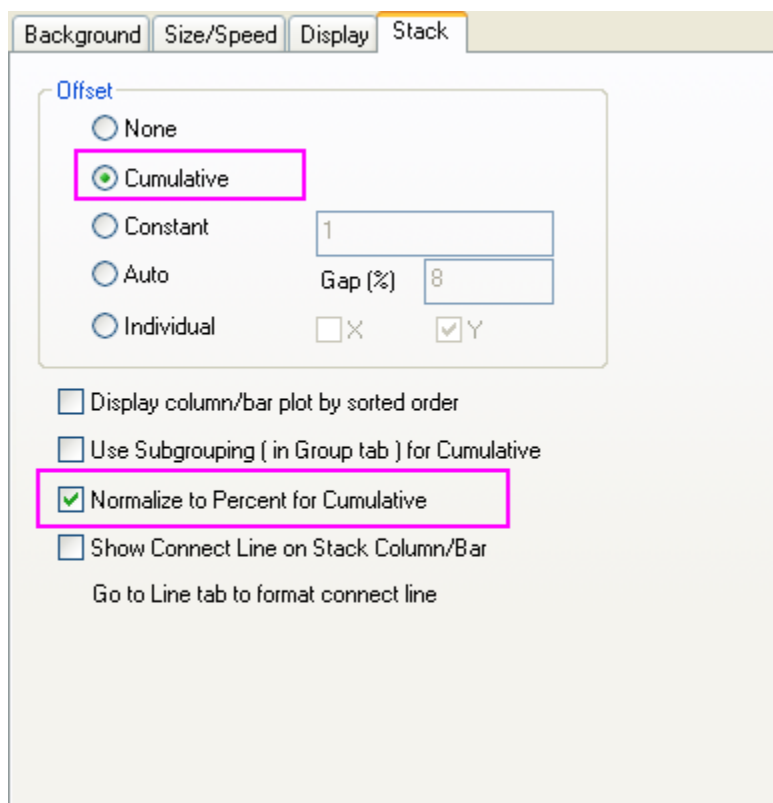 Background Size/Speed Display Stack
Offset
None
Cumulative
Constant 1
Auto Gap (%) 8
Individual X Y
Display column/bar plot by sorted order
Use Subgrouping ( in Group tab ) for Cumulative
Normalize to Percent for Cumulative
Show Connect Line on Stack Column/Bar
Go to Line tab to format connect line